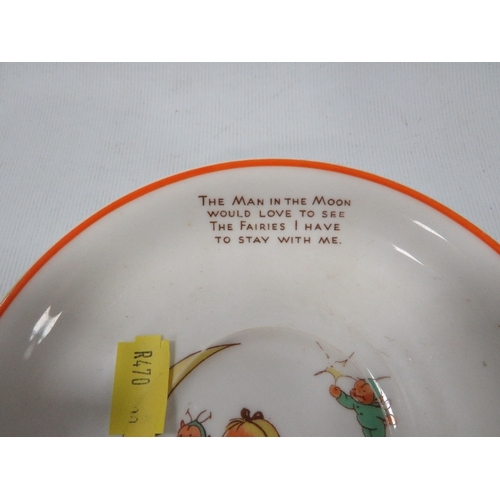 The Man in the Moon
would love to see
The Fairies I have
to stay with me.
R470